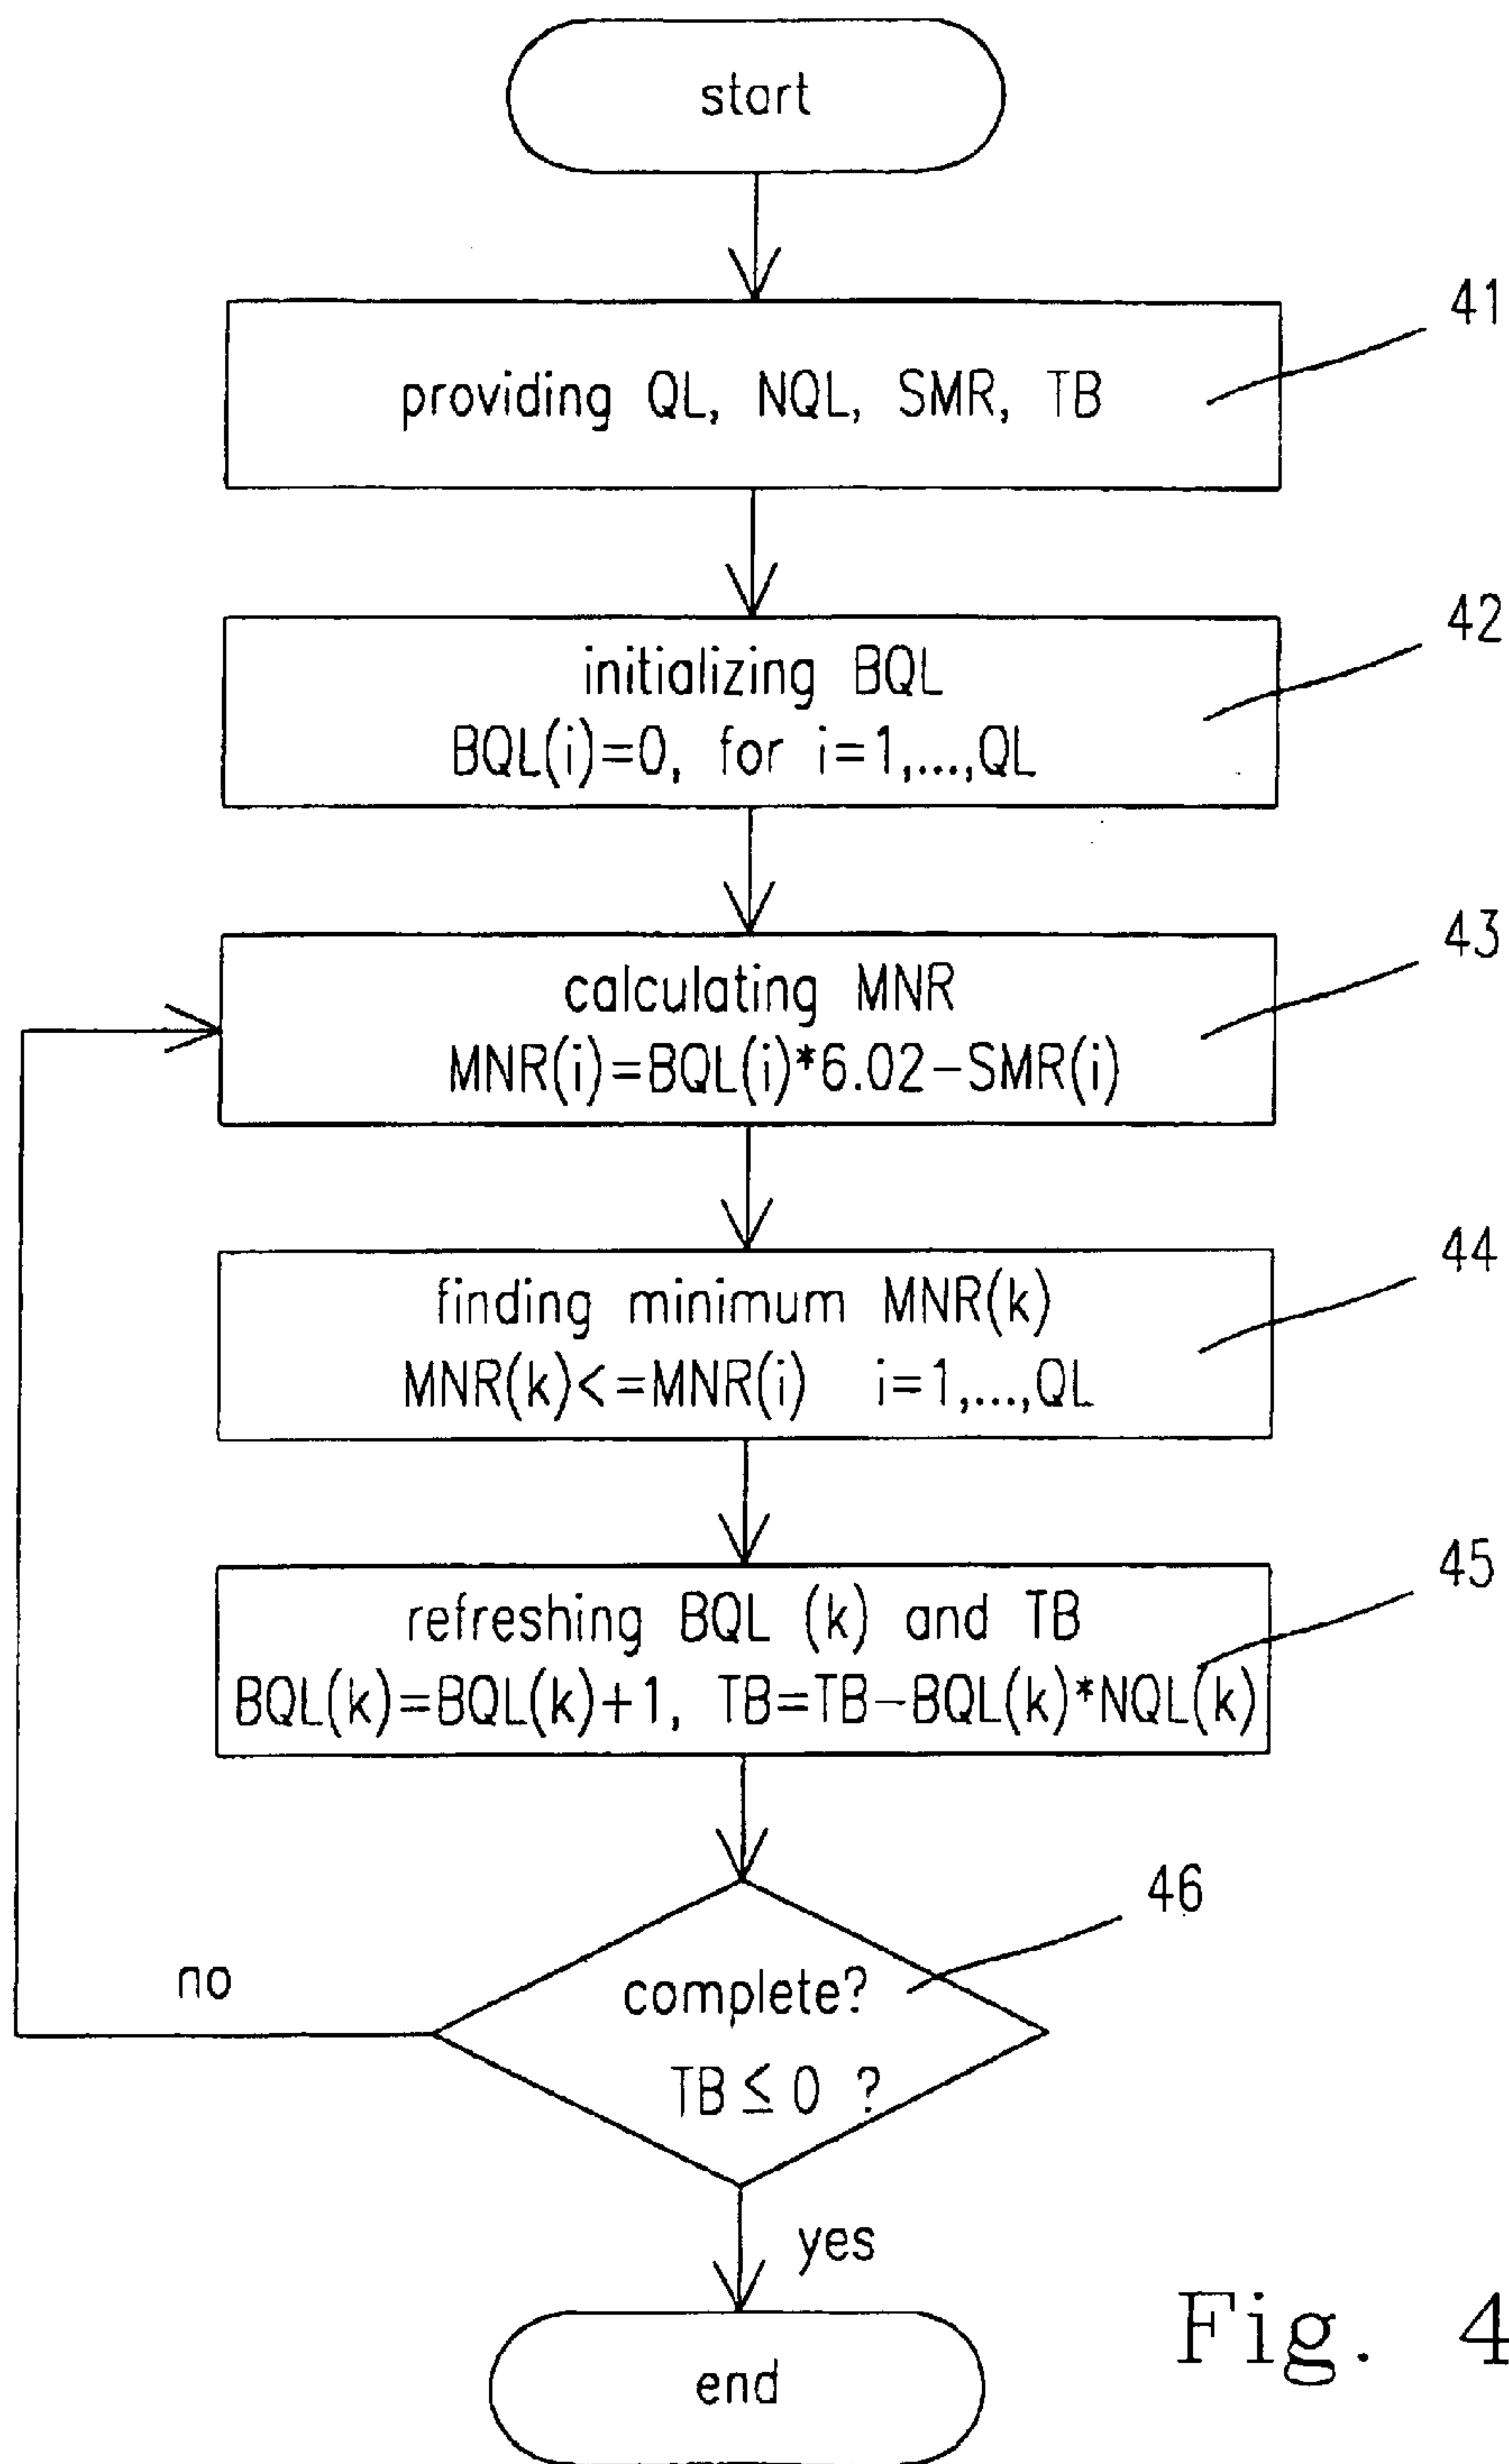 start
41
providing QL, NQL, SMR, TB
42
initializing BQL
BQL(i)=0, for i=1,...,QL
43
calculating MNR
MNR(i)=BQL(i)*6.02-SMR(i)
44
finding minimum MNR(k)
MNR(k)<=MNR(i) i=1,...,QL
45
refreshing BQL (k) and TB
BQL(k)=BQL(k)+1, TB=TB-BQL(k)*NQL(k)
46
complete?
no
TB≤0 ?
yes
end
Fig. 4